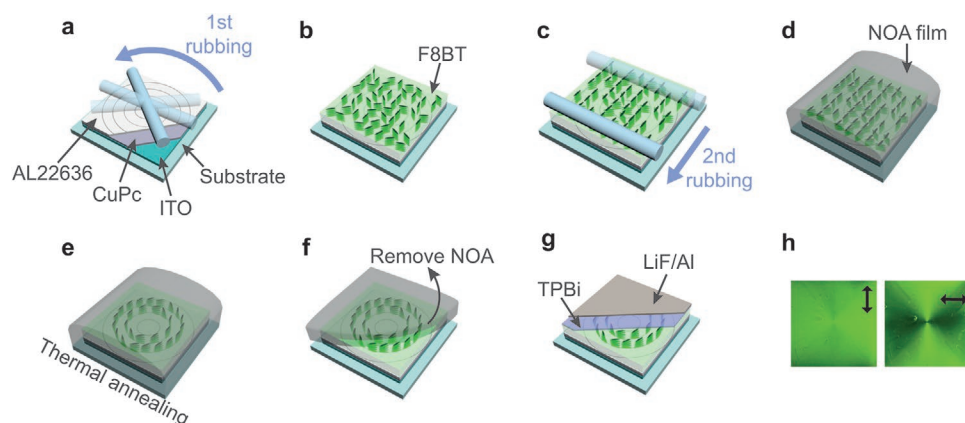 a
1st
rubbing
AL22636
CuPc
ITO
Substrate
b
F8BT
c
2nd
rubbing
d
NOA film
e
Thermal annealing
f
Remove NOA
g
LiF/Al
TPBi
h